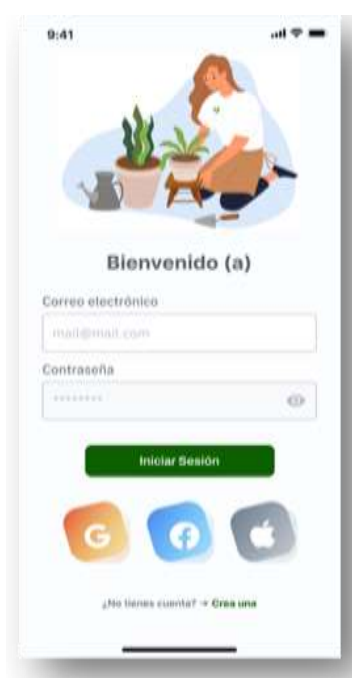 9:41
Bienvenido (a)
Correo electrónico
mail@mail.com
Contraseña
********
Iniciar Sesión
G
¿No tienes cuenta? → Crea una